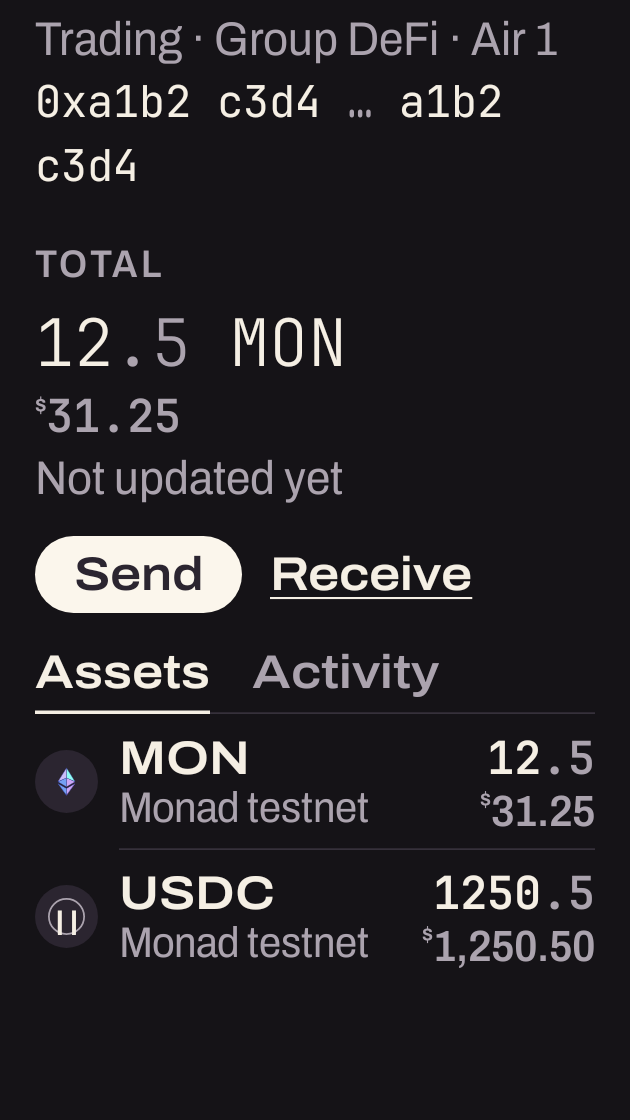 Trading · Group DeFi · Air 1
0xa1b2 c3d4 … a1b2
c3d4
TOTAL
12.5 MON
$31.25
Not updated yet
Send Receive
Assets Activity
MON 12.5
Monad testnet $31.25
USDC 1250.5
Monad testnet $1,250.50